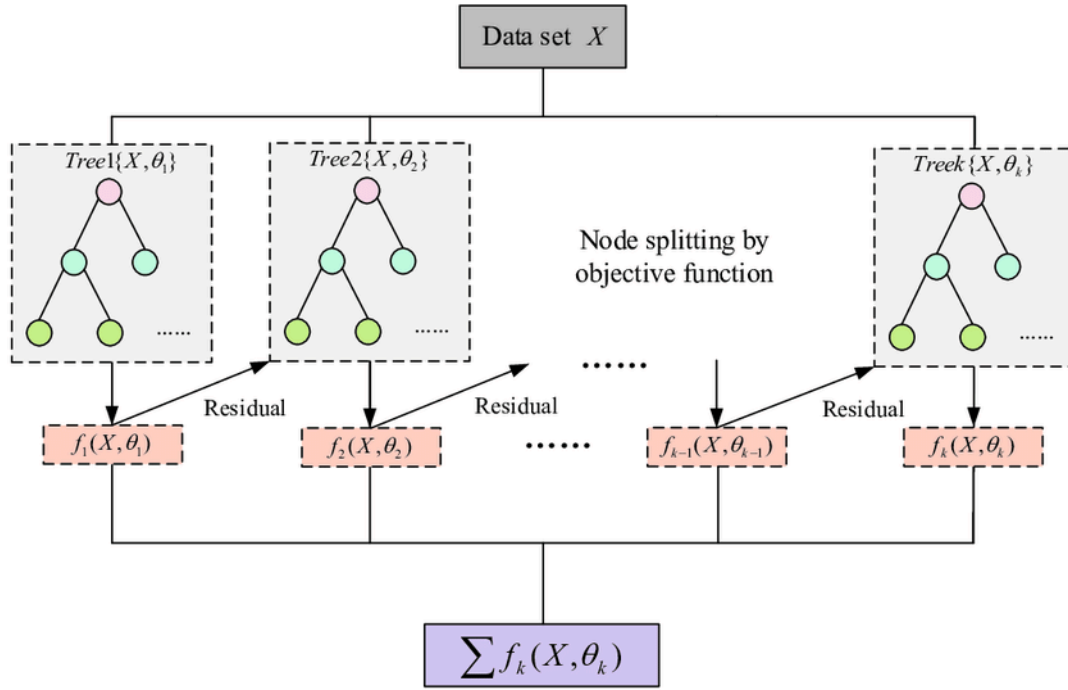 Data set X
Tree1{X,θ₁}
Tree2{X,θ₂}
Treek{X,θₖ}
Node splitting by
objective function
......
......
......
......
Residual
Residual
Residual
f₁(X,θ₁)
f₂(X,θ₂)
......
fₖ₋₁(X,θₖ₋₁)
fₖ(X,θₖ)
∑ fₖ(X,θₖ)